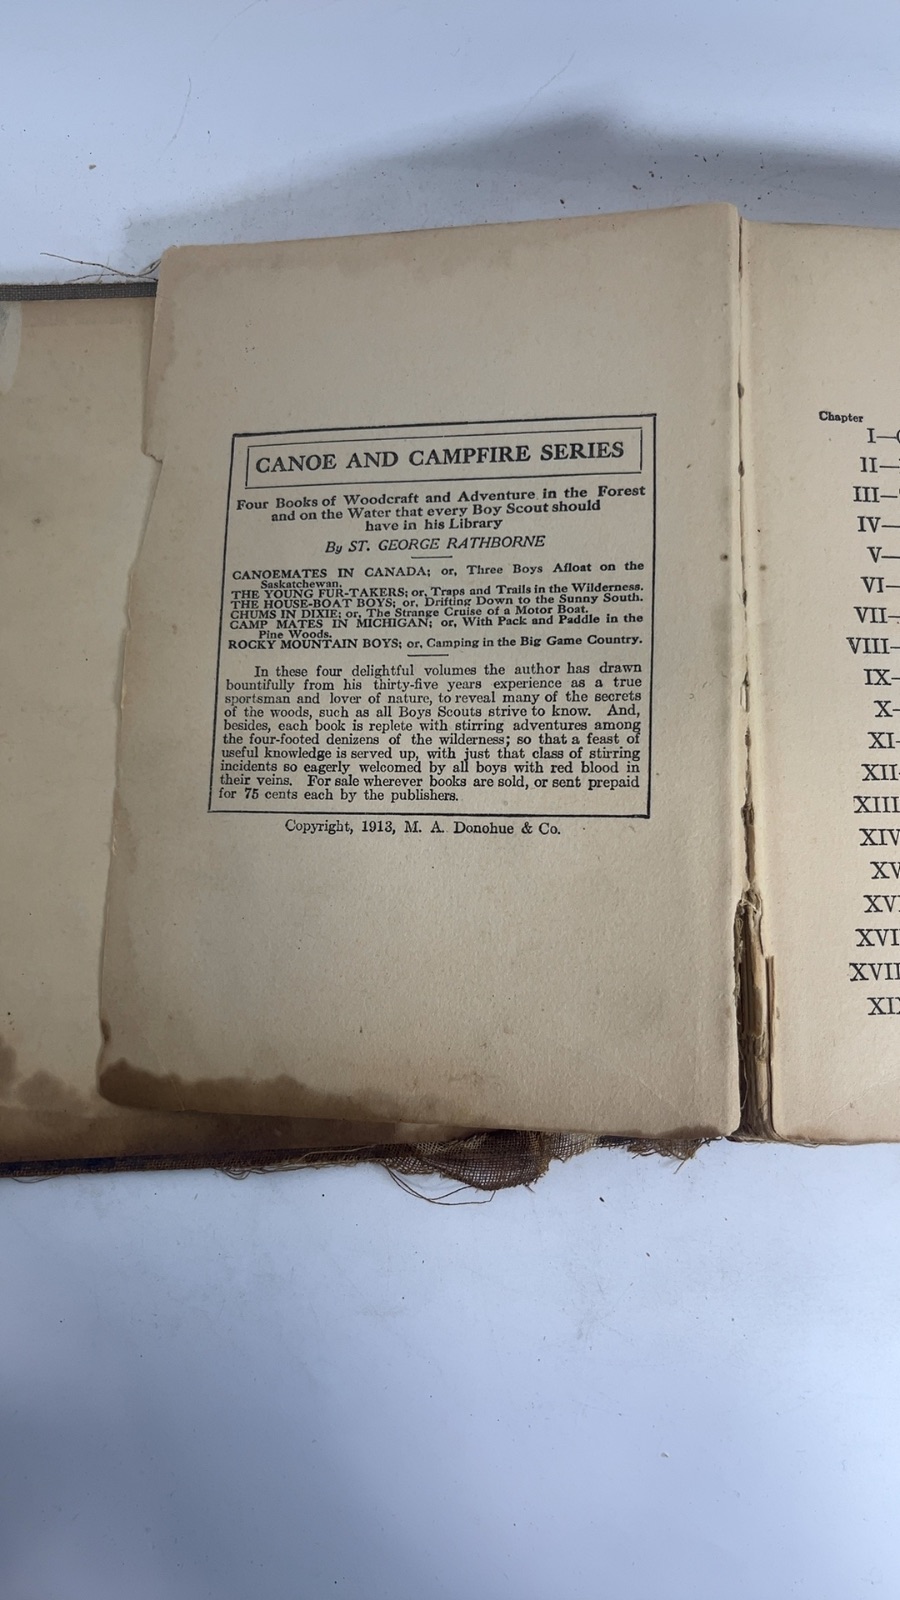 CANOE AND CAMPFIRE SERIES
Four Books of Woodcraft and Adventure in the Forest
and on the Water that every Boy Scout should
have in his Library
By ST. GEORGE RATHBORNE
CANOEMATES IN CANADA; or, Three Boys Afloat on the
Saskatchewan.
THE YOUNG FUR-TAKERS; or, Traps and Trails in the Wilderness.
THE HOUSE-BOAT BOYS; or, Drifting Down to the Sunny South.
CHUMS IN DIXIE; or, The Strange Cruise of a Motor Boat.
CAMP MATES IN MICHIGAN; or, With Pack and Paddle in the
Pine Woods.
ROCKY MOUNTAIN BOYS; or, Camping in the Big Game Country.
In these four delightful volumes the author has drawn
bountifully from his thirty-five years experience as a true
sportsman and lover of nature, to reveal many of the secrets
of the woods, such as all Boys Scouts strive to know. And,
besides, each book is replete with stirring adventures among
the four-footed denizens of the wilderness; so that a feast of
useful knowledge is served up, with just that class of stirring
incidents so eagerly welcomed by all boys with red blood in
their veins. For sale wherever books are sold, or sent prepaid
for 75 cents each by the publishers.
Copyright, 1913, M. A. Donohue & Co.
Chapter
I—
II—
III—
IV—
V—
VI—
VII—
VIII—
IX—
X—
XI—
XII
XIII
XIV
XV
XVI
XVI
XVII
XI